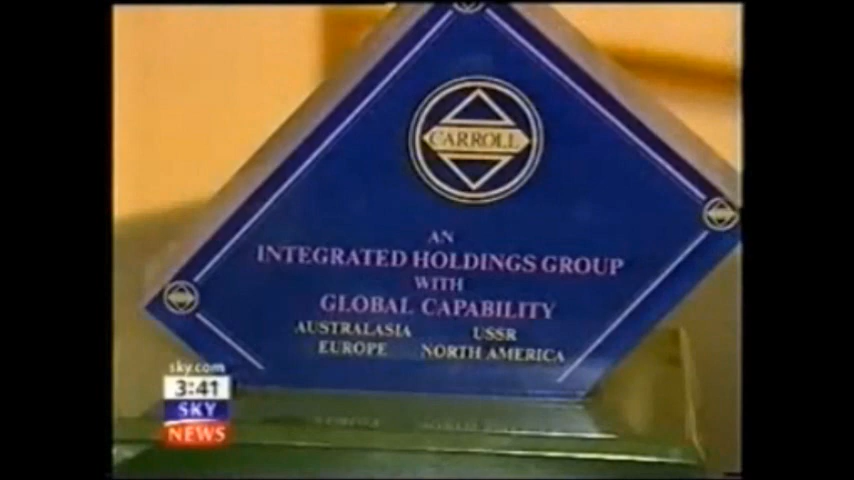 CARROLL
AN
INTEGRATED HOLDINGS GROUP
WITH
GLOBAL CAPABILITY
AUSTRALASIA USSR
EUROPE NORTH AMERICA
sky.com
3:41
SKY
NEWS